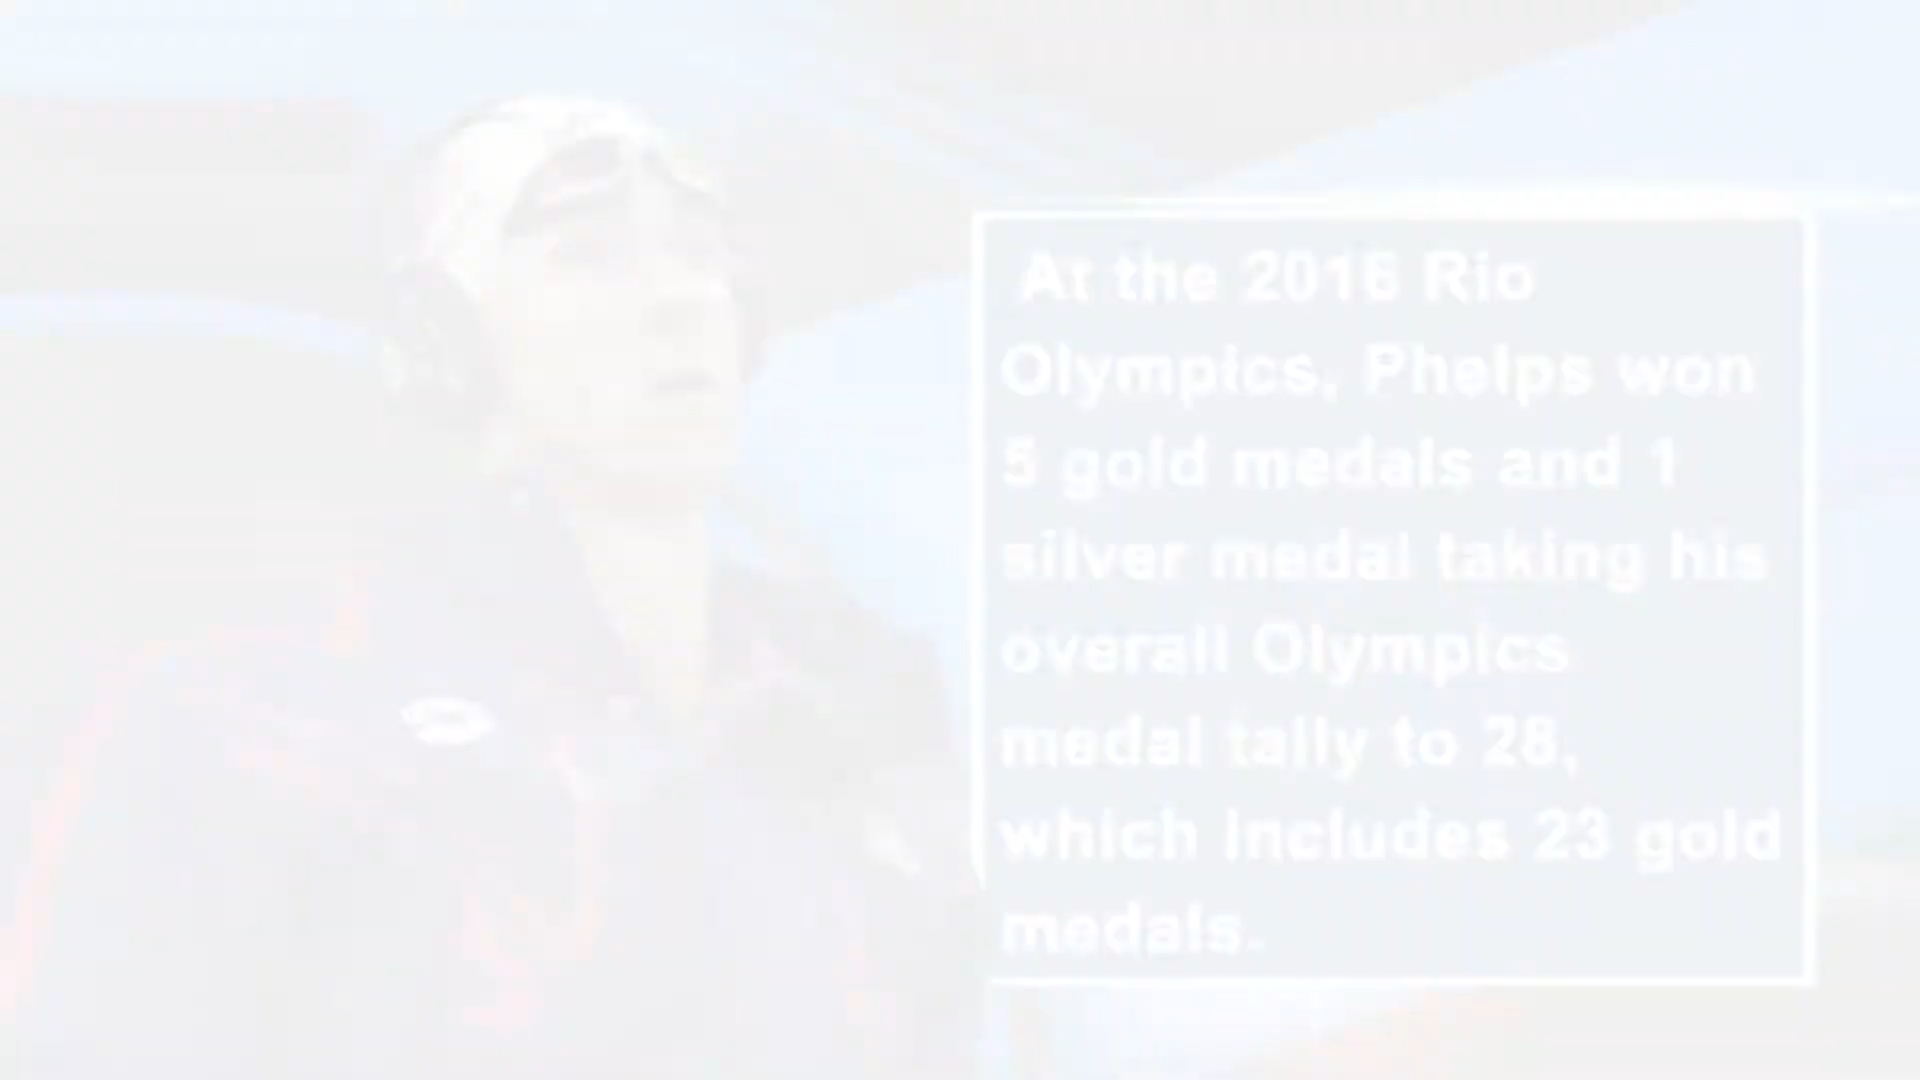 At the 2016 Rio
Olympics, Phelps won
5 gold medals and 1
silver medal taking his
overall Olympics
medal tally to 28,
which includes 23 gold
medals.